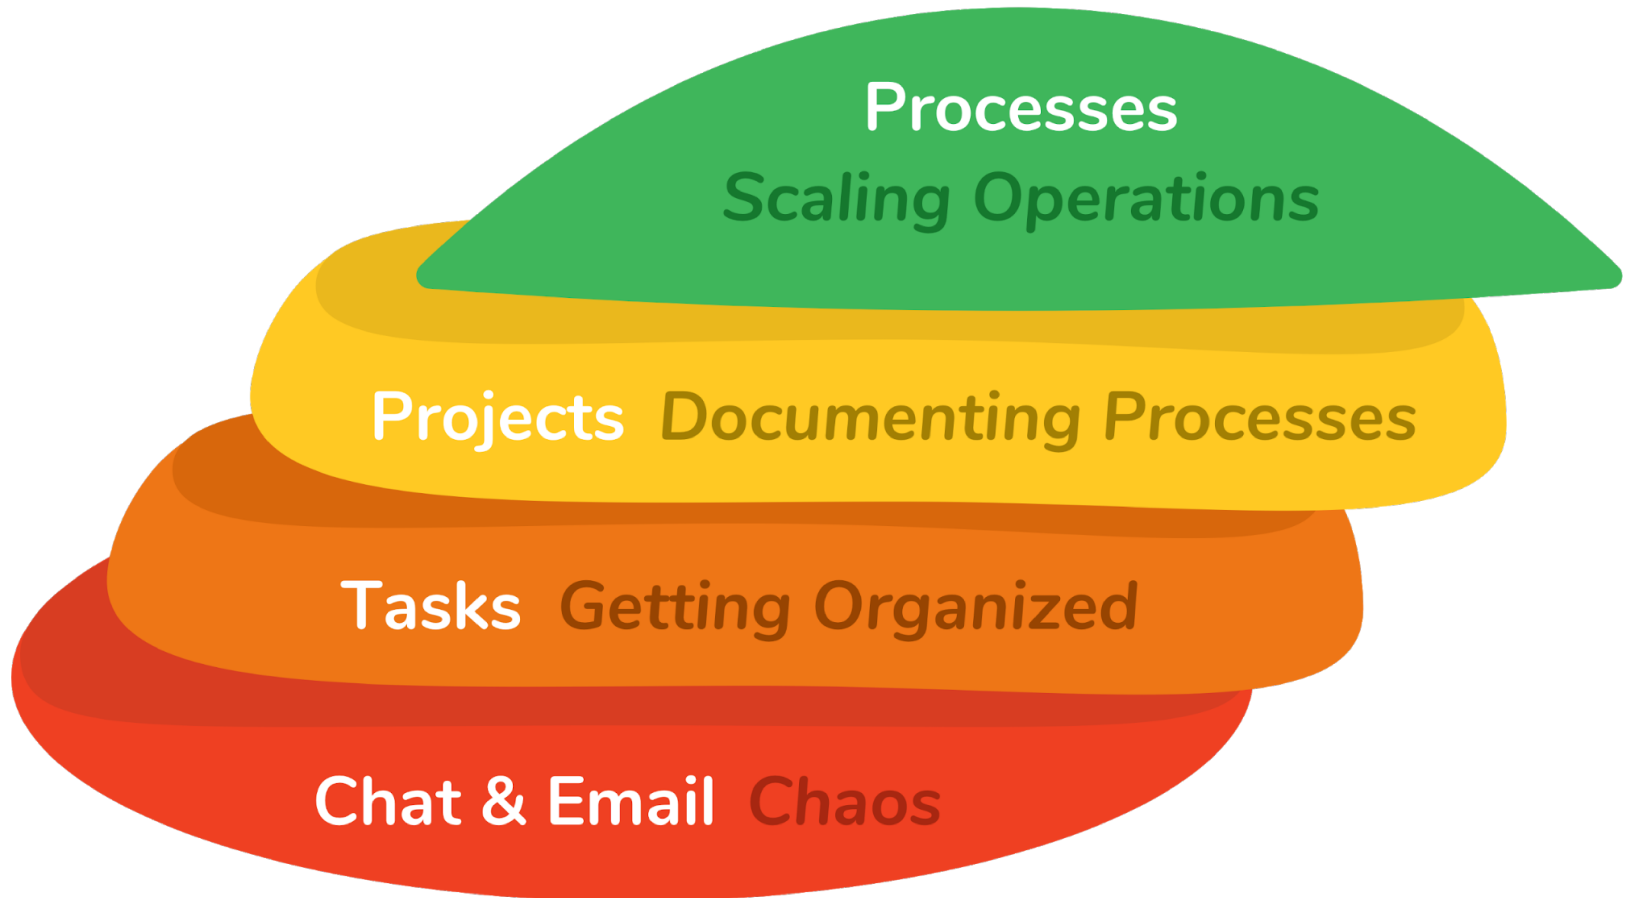 Processes
Scaling Operations
Projects Documenting Processes
Tasks Getting Organized
Chat & Email Chaos